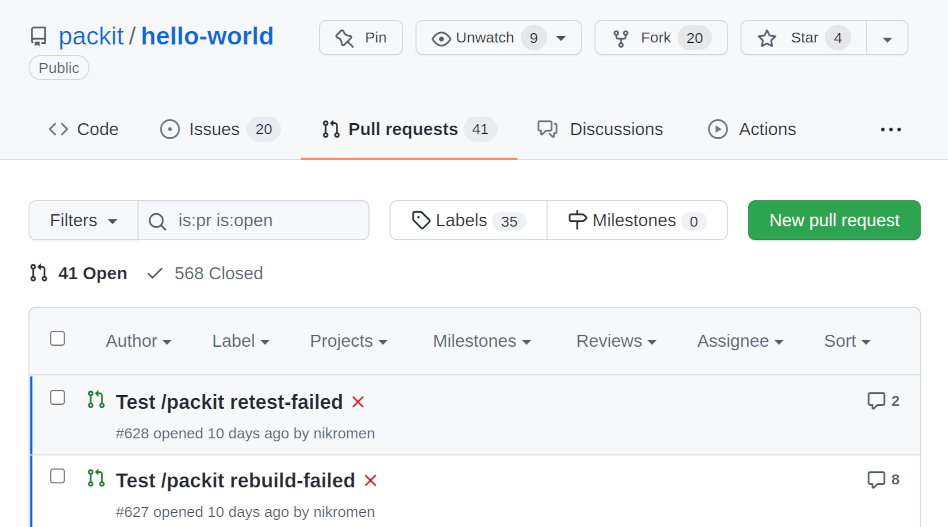 packit / hello-world Pin Unwatch 9 Fork 20 Star 4
Public
Code Issues 20 Pull requests 41 Discussions Actions
Filters is:pr is:open Labels 35 Milestones 0 New pull request
41 Open 568 Closed
Author Label Projects Milestones Reviews Assignee Sort
Test /packit retest-failed 2
#628 opened 10 days ago by nikromen
Test /packit rebuild-failed 8
#627 opened 10 days ago by nikromen